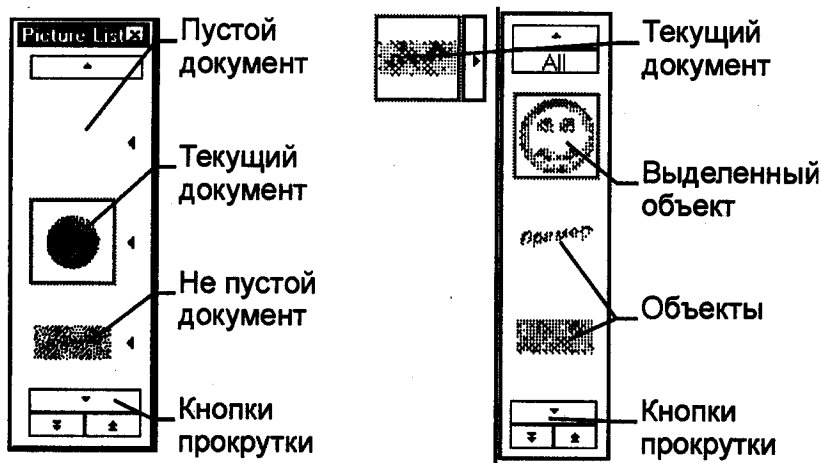 Picture List
Пустой
документ
Текущий
документ
Не пустой
документ
Кнопки
прокрутки
Текущий
документ
All
Выделенный
объект
пример
Объекты
Кнопки
прокрутки